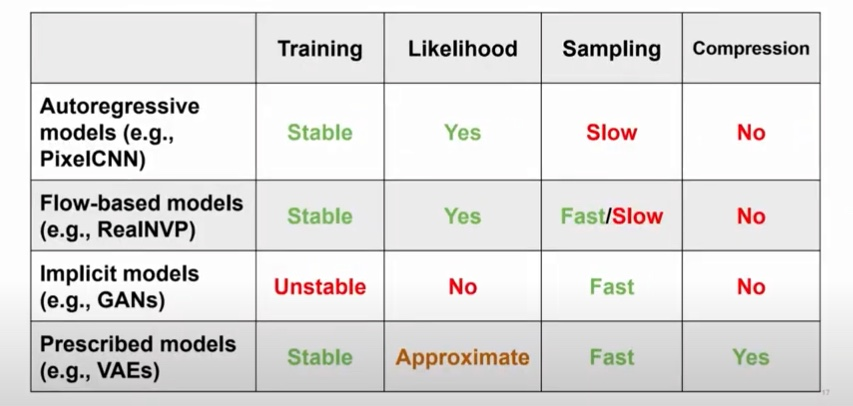 Training Likelihood Sampling Compression
Autoregressive
models (e.g.,
PixelCNN)
Stable Yes Slow No
Flow-based models
(e.g., RealNVP)
Stable Yes Fast/Slow No
Implicit models
(e.g., GANs)
Unstable No Fast No
Prescribed models
(e.g., VAEs)
Stable Approximate Fast Yes
17